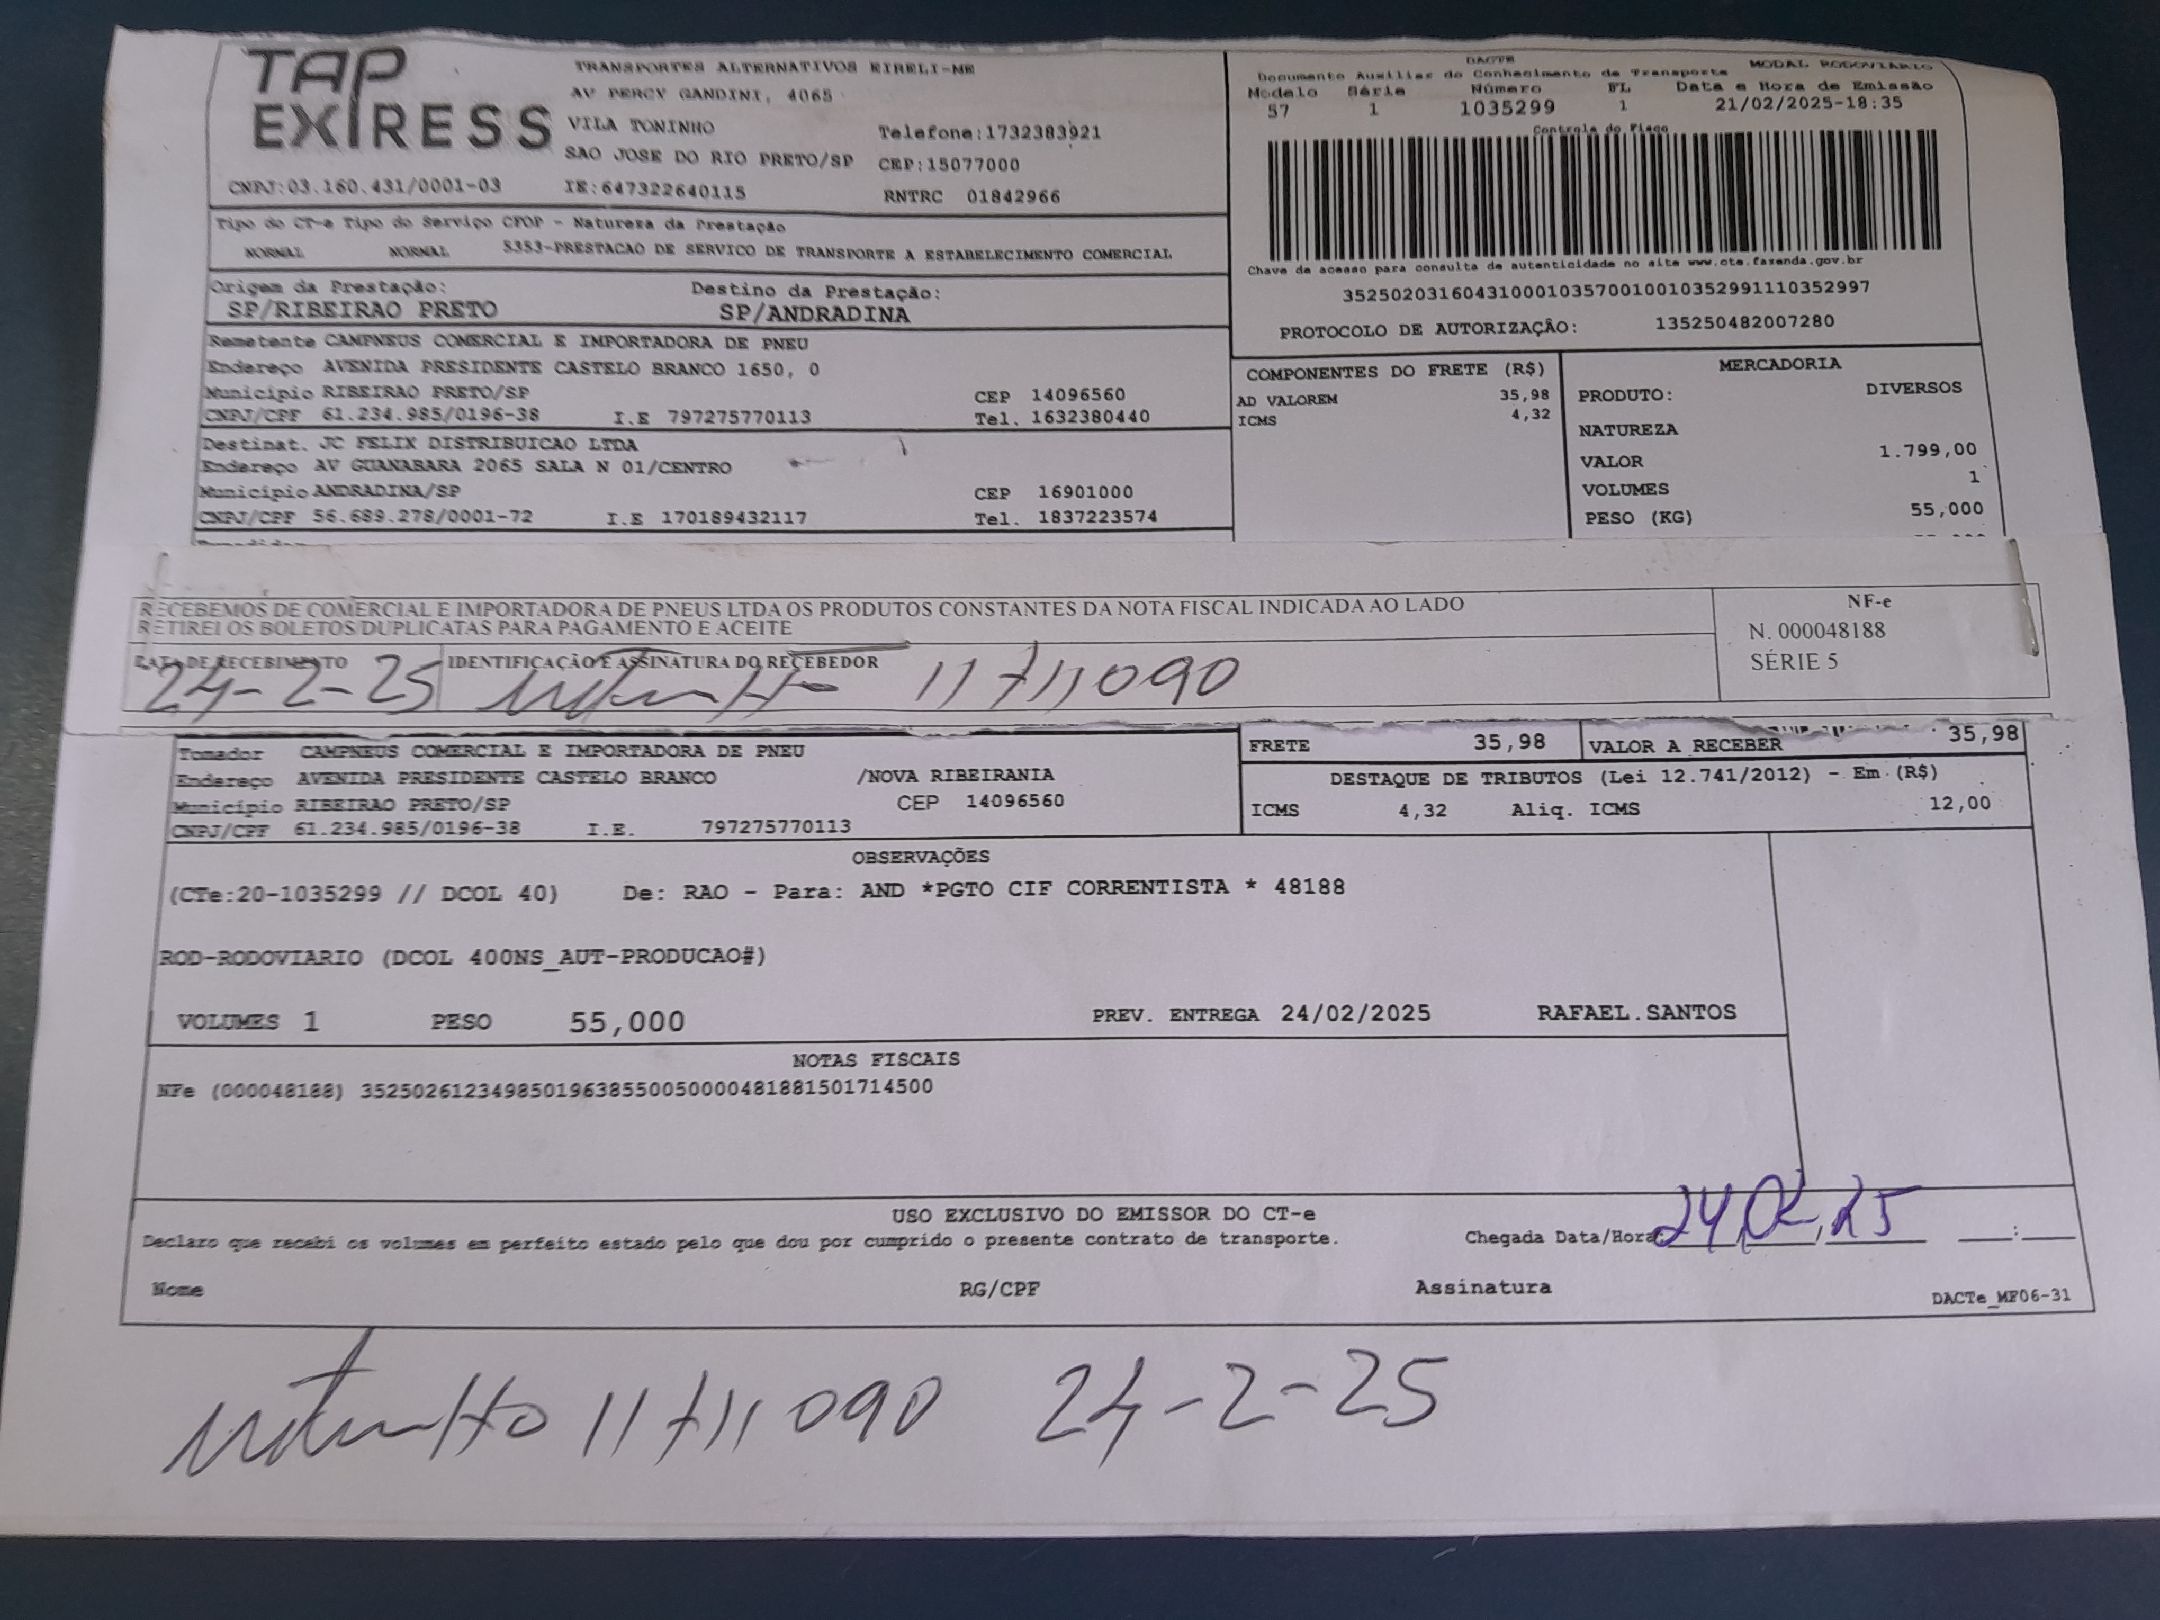 TAP EXPRESS
TRANSPORTES ALTERNATIVOS EIRELI-ME
AV PERCY GANDINI, 4065
VILA TONINHO Telefone:1732383921
SAO JOSE DO RIO PRETO/SP CEP:15077000
CNPJ:03.160.431/0001-03 IE:647322640115 RNTRC 01842966
DACTE MODAL RODOVIÁRIO
Documento Auxiliar do Conhecimento de Transporte
Modelo Série Número FL Data e Hora de Emissão
57 1 1035299 1 21/02/2025-18:35
Controle do Fisco
Chave de acesso para consulta de autenticidade no site www.cte.fazenda.gov.br
35250203160431000103570010010352991110352997
PROTOCOLO DE AUTORIZAÇÃO: 135250482007280
Tipo do CT-e Tipo do Serviço CFOP - Natureza da Prestação
NORMAL NORMAL 5353-PRESTACAO DE SERVICO DE TRANSPORTE A ESTABELECIMENTO COMERCIAL
Origem da Prestação: Destino da Prestação:
SP/RIBEIRAO PRETO SP/ANDRADINA
Remetente CAMPNEUS COMERCIAL E IMPORTADORA DE PNEU
Endereço AVENIDA PRESIDENTE CASTELO BRANCO 1650, 0
Município RIBEIRAO PRETO/SP CEP 14096560
CNPJ/CPF 61.234.985/0196-38 I.E 797275770113 Tel. 1632380440
Destinat. JC FELIX DISTRIBUICAO LTDA
Endereço AV GUANABARA 2065 SALA N 01/CENTRO
Município ANDRADINA/SP CEP 16901000
CNPJ/CPF 56.689.278/0001-72 I.E 170189432117 Tel. 1837223574
COMPONENTES DO FRETE (R$)
AD VALOREM 35,98
ICMS 4,32
MERCADORIA
PRODUTO: DIVERSOS
NATUREZA
VALOR 1.799,00
VOLUMES 1
PESO (KG) 55,000
RECEBEMOS DE COMERCIAL E IMPORTADORA DE PNEUS LTDA OS PRODUTOS CONSTANTES DA NOTA FISCAL INDICADA AO LADO
RETIREI OS BOLETOS/DUPLICATAS PARA PAGAMENTO E ACEITE
NF-e
N. 000048188
SÉRIE 5
DATA DE RECEBIMENTO IDENTIFICAÇÃO E ASSINATURA DO RECEBEDOR
24-2-25 11711090
Tomador CAMPNEUS COMERCIAL E IMPORTADORA DE PNEU
Endereço AVENIDA PRESIDENTE CASTELO BRANCO /NOVA RIBEIRANIA
Município RIBEIRAO PRETO/SP CEP 14096560
CNPJ/CPF 61.234.985/0196-38 I.E. 797275770113
FRETE 35,98 VALOR A RECEBER 35,98
DESTAQUE DE TRIBUTOS (Lei 12.741/2012) - Em (R$)
ICMS 4,32 Aliq. ICMS 12,00
OBSERVAÇÕES
(CTe:20-1035299 // DCOL 40) De: RAO - Para: AND *PGTO CIF CORRENTISTA * 48188
ROD-RODOVIARIO (DCOL 400NS_AUT-PRODUCAO#)
VOLUMES 1 PESO 55,000 PREV. ENTREGA 24/02/2025 RAFAEL.SANTOS
NOTAS FISCAIS
NFe (000048188) 35250261234985019638550050000481881501714500
USO EXCLUSIVO DO EMISSOR DO CT-e
Declaro que recebi os volumes em perfeito estado pelo que dou por cumprido o presente contrato de transporte. Chegada Data/Hora: 24/02/25 __:__
Nome RG/CPF Assinatura DACTe_MF06-31
11711090 24-2-25